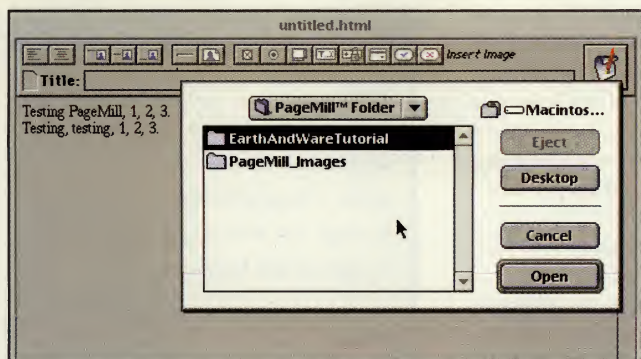 untitled.html
Insert Image
Title:
Testing PageMill, 1, 2, 3.
Testing, testing, 1, 2, 3.
PageMill™ Folder
Macintos...
EarthAndWareTutorial
PageMill_Images
Eject
Desktop
Cancel
Open